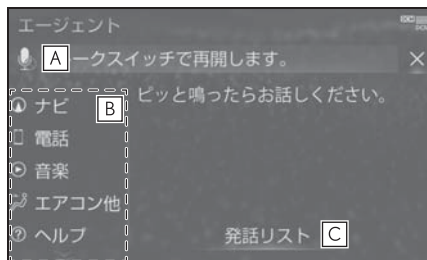 エージェント
A ークスイッチで再開します。
B
ピッと鳴ったらお話しください。
ナビ
電話
音楽
エアコン他
ヘルプ
発話リスト C